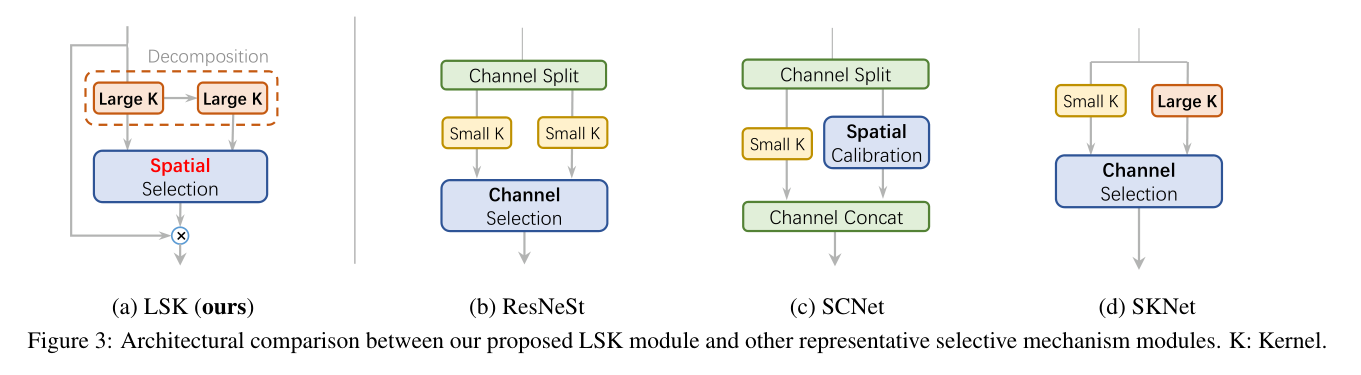 Decomposition
Large K
Large K
Spatial
Selection
×
(a) LSK (ours)
Channel Split
Small K
Small K
Channel
Selection
(b) ResNeSt
Channel Split
Small K
Spatial
Calibration
Channel Concat
(c) SCNet
Small K
Large K
Channel
Selection
(d) SKNet
Figure 3: Architectural comparison between our proposed LSK module and other representative selective mechanism modules. K: Kernel.